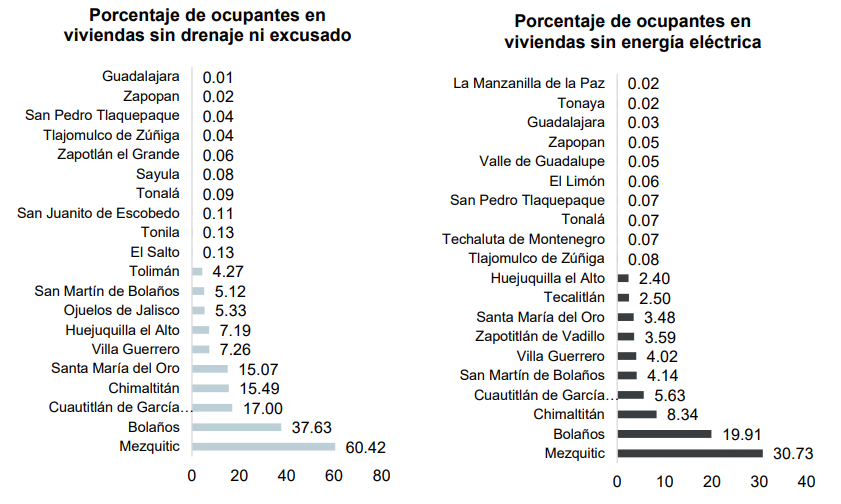 Porcentaje de ocupantes en
viviendas sin drenaje ni excusado
Guadalajara 0.01
Zapopan 0.02
San Pedro Tlaquepaque 0.04
Tlajomulco de Zúñiga 0.04
Zapotlán el Grande 0.06
Sayula 0.08
Tonalá 0.09
San Juanito de Escobedo 0.11
Tonila 0.13
El Salto 0.13
Tolimán 4.27
San Martín de Bolaños 5.12
Ojuelos de Jalisco 5.33
Huejuquilla el Alto 7.19
Villa Guerrero 7.26
Santa María del Oro 15.07
Chimaltitán 15.49
Cuautitlán de García… 17.00
Bolaños 37.63
Mezquitic 60.42
0 20 40 60 80
Porcentaje de ocupantes en
viviendas sin energía eléctrica
La Manzanilla de la Paz 0.02
Tonaya 0.02
Guadalajara 0.03
Zapopan 0.05
Valle de Guadalupe 0.05
El Limón 0.06
San Pedro Tlaquepaque 0.07
Tonalá 0.07
Techaluta de Montenegro 0.07
Tlajomulco de Zúñiga 0.08
Huejuquilla el Alto 2.40
Tecalitlán 2.50
Santa María del Oro 3.48
Zapotitlán de Vadillo 3.59
Villa Guerrero 4.02
San Martín de Bolaños 4.14
Cuautitlán de García… 5.63
Chimaltitán 8.34
Bolaños 19.91
Mezquitic 30.73
0 10 20 30 40